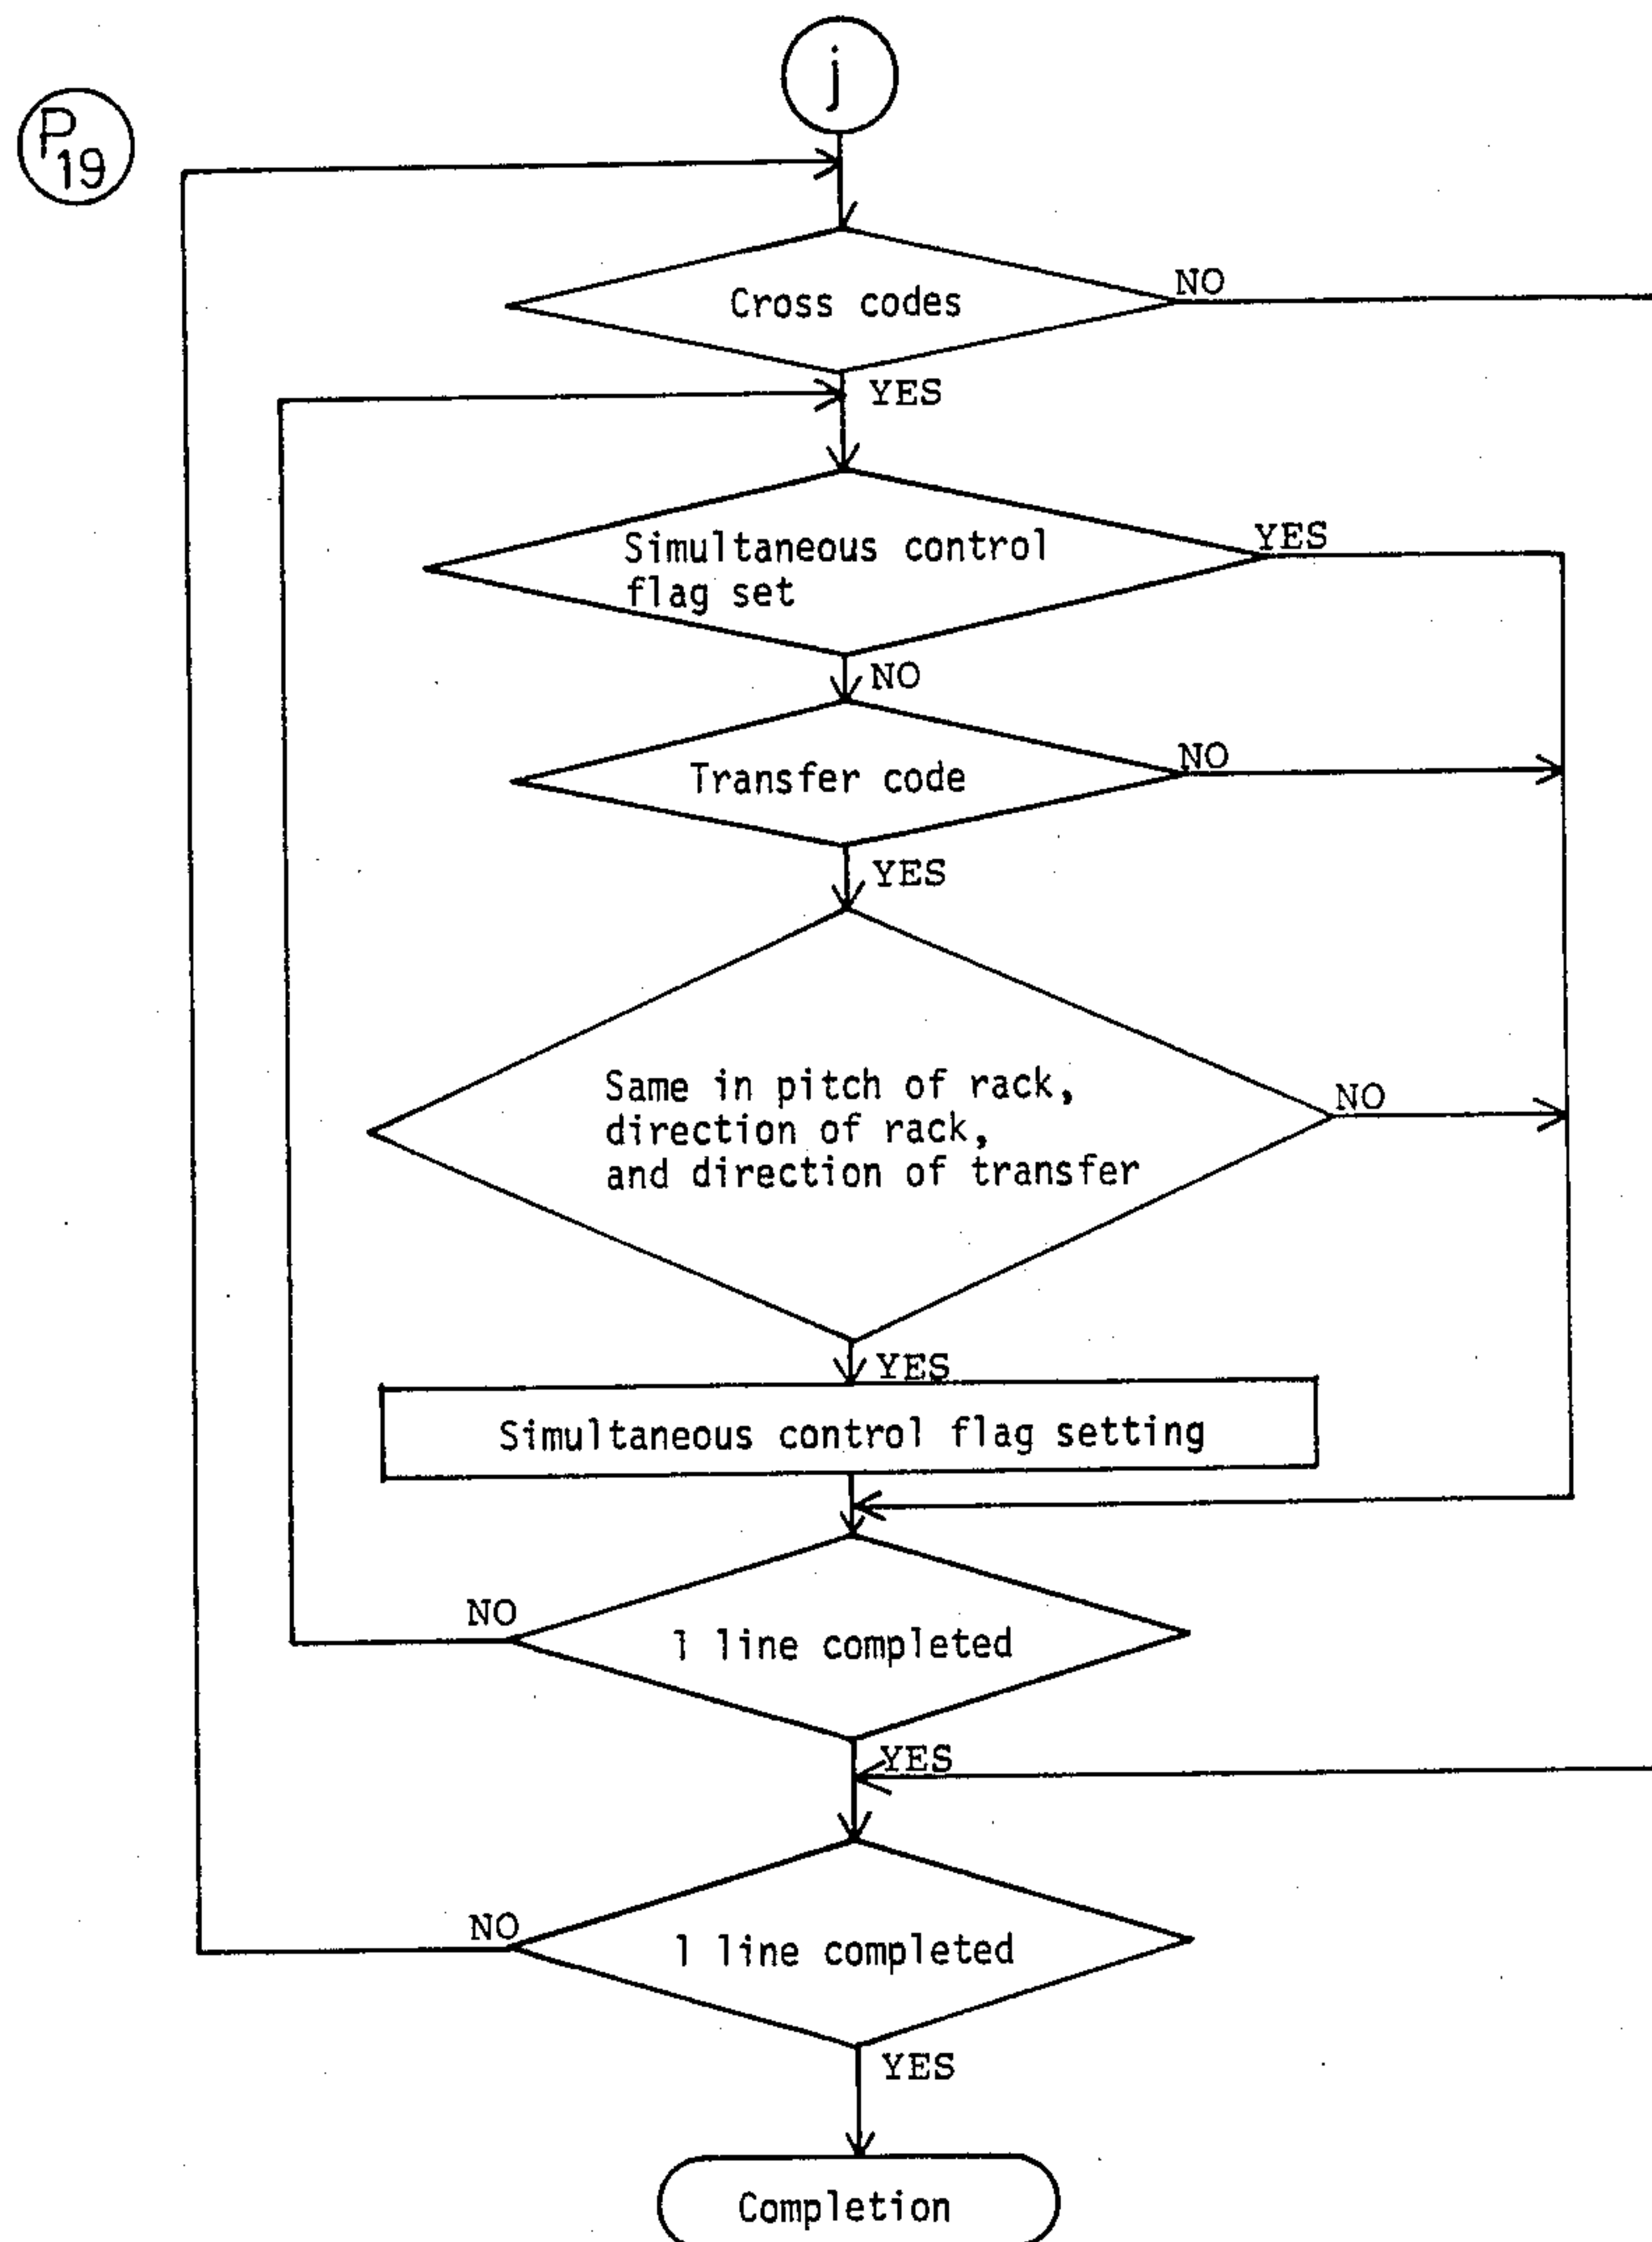 j
P19
Cross codes
NO
YES
Simultaneous control
flag set
YES
NO
Transfer code
NO
YES
Same in pitch of rack,
direction of rack,
and direction of transfer
NO
YES
Simultaneous control flag setting
NO
1 line completed
YES
NO
1 line completed
YES
Completion